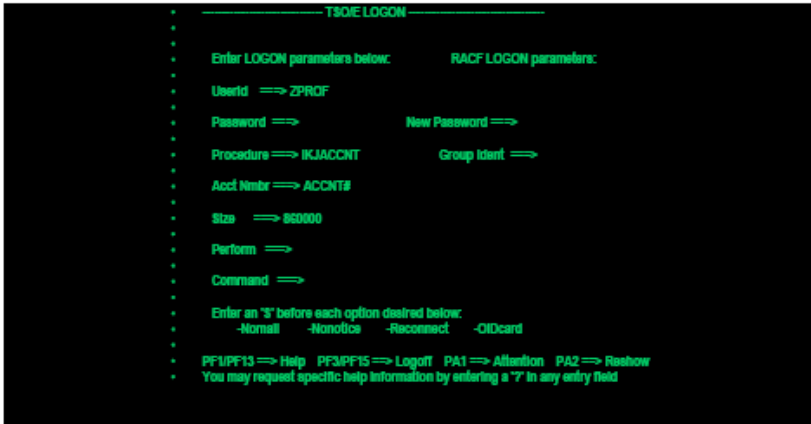 ------------------------------- TSO/E LOGON -----------------------------------
Enter LOGON parameters below: RACF LOGON parameters:
Userid ===> ZPROF
Password ===> New Password ===>
Procedure ===> IKJACCNT Group Ident ===>
Acct Nmbr ===> ACCNT#
Size ===> 860000
Perform ===>
Command ===>
Enter an "S" before each option desired below:
-Nomail -Nonotice -Reconnect -OIDcard
PF1/PF13 ==> Help PF3/PF15 ==> Logoff PA1 ==> Attention PA2 ==> Reshow
You may request specific help information by entering a "?" in any entry field